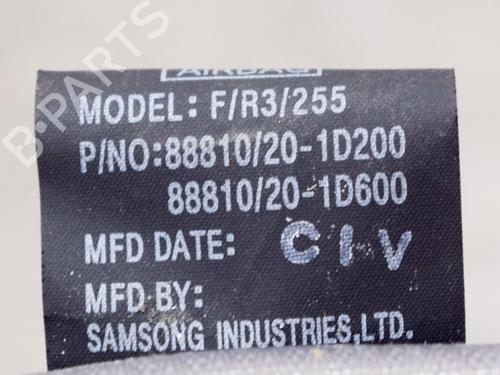 B-PARTS
AIRBAG
MODEL: F/R3/255
P/NO:88810/20-1D200
88810/20-1D600
MFD DATE: C I V
MFD BY:
SAMSONG INDUSTRIES,LTD.